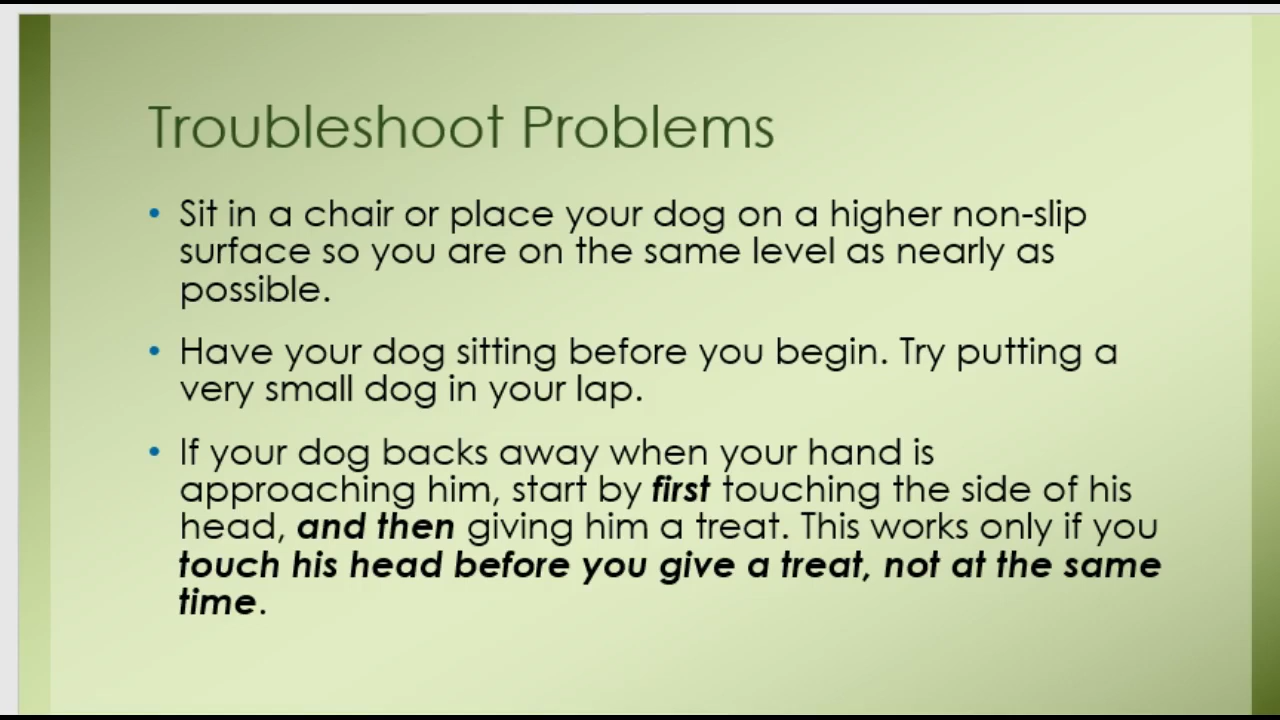 Troubleshoot Problems
• Sit in a chair or place your dog on a higher non-slip
surface so you are on the same level as nearly as
possible.
• Have your dog sitting before you begin. Try putting a
very small dog in your lap.
• If your dog backs away when your hand is
approaching him, start by first touching the side of his
head, and then giving him a treat. This works only if you
touch his head before you give a treat, not at the same
time.